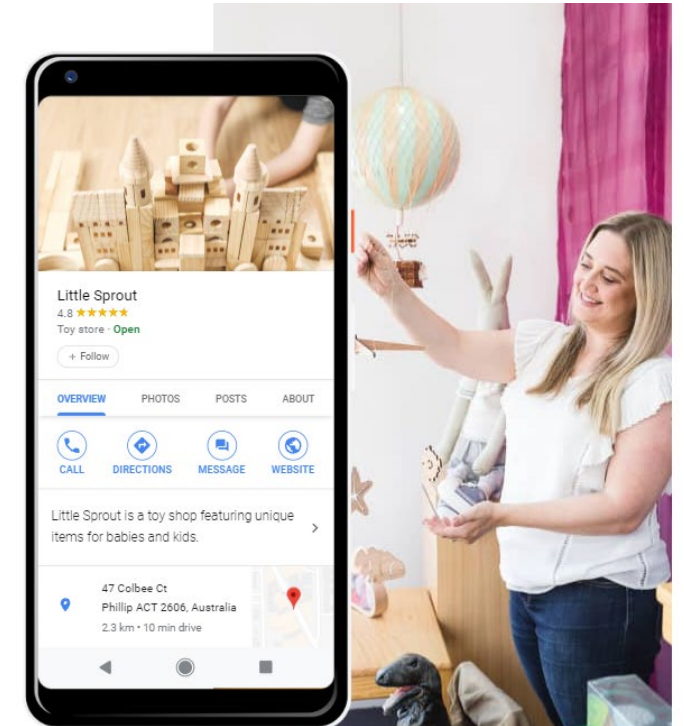 Little Sprout
4.8 ★★★★★
Toy store · Open
+ Follow
OVERVIEW PHOTOS POSTS ABOUT
CALL DIRECTIONS MESSAGE WEBSITE
Little Sprout is a toy shop featuring unique
items for babies and kids.
47 Colbee Ct
Phillip ACT 2606, Australia
2.3 km • 10 min drive